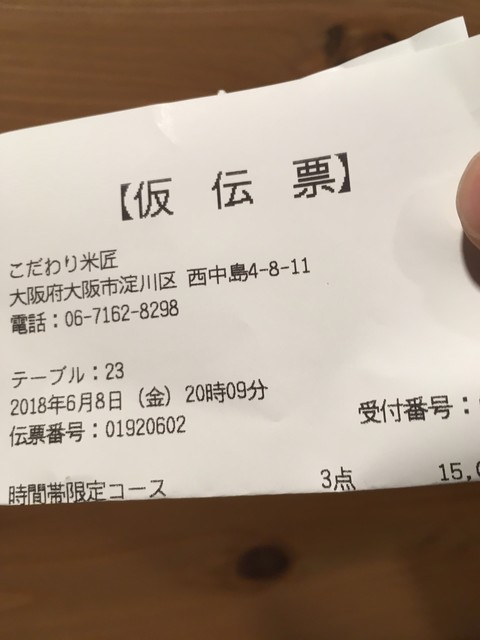 【仮 伝 票】
こだわり米匠
大阪府大阪市淀川区 西中島4-8-11
電話：06-7162-8298
テーブル：23
2018年6月8日（金）20時09分
受付番号：
伝票番号：01920602
時間帯限定コース 3点 15,0